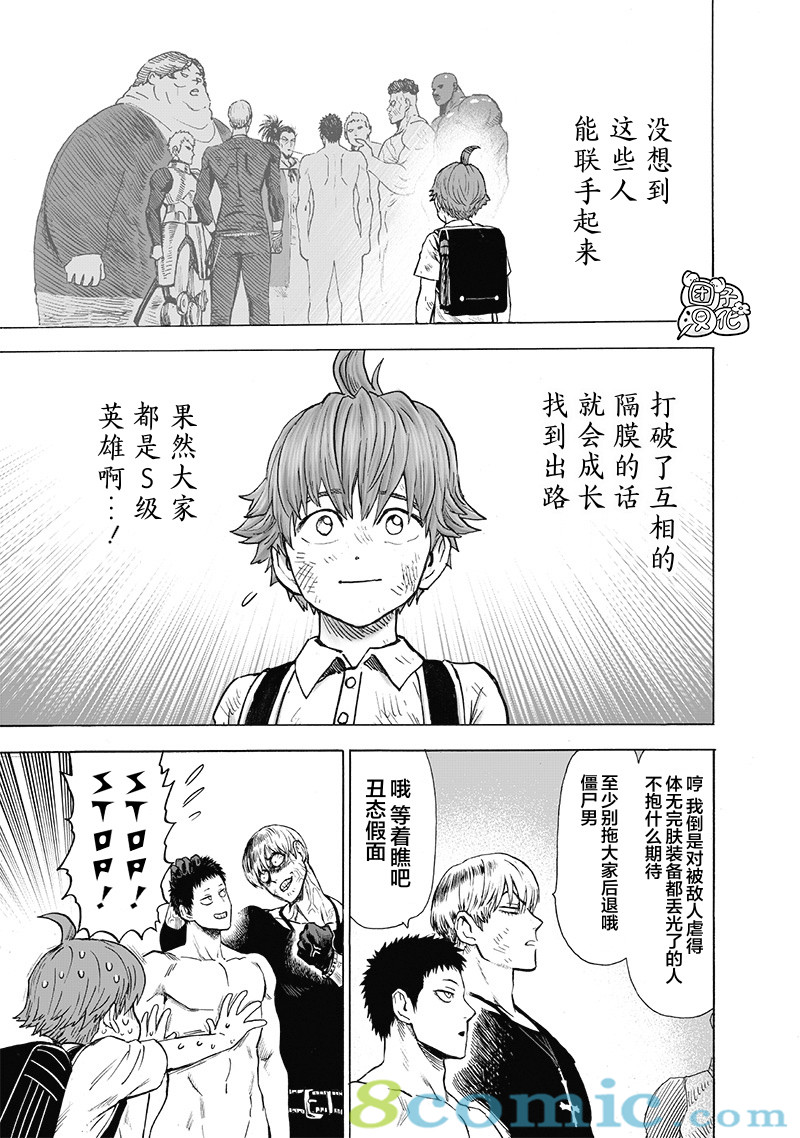 没想到
这些人
能联手起来
团子
汉化
打破了互相的
隔膜的话
就会成长
找到出路
果然大家
都是S级
英雄啊…!
哼 我倒是对被敌人虐得
体无完肤装备都丢光了的人
不抱什么期待
至少别拖大家后退哦
僵尸男
哦 等着瞧吧
丑态假面
STOP!
STOP!
8comic.com